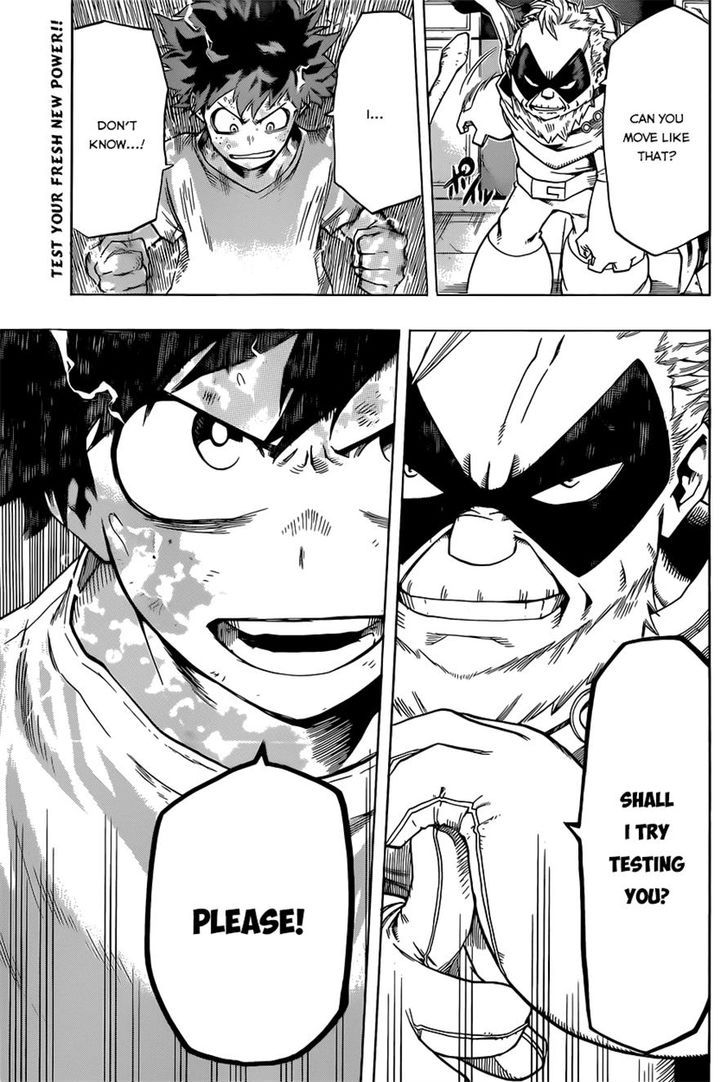 CAN YOU
MOVE LIKE
THAT?
I...
DON'T
KNOW...!
TEST YOUR FRESH NEW POWER!!
SHALL
I TRY
TESTING
YOU?
PLEASE!
G